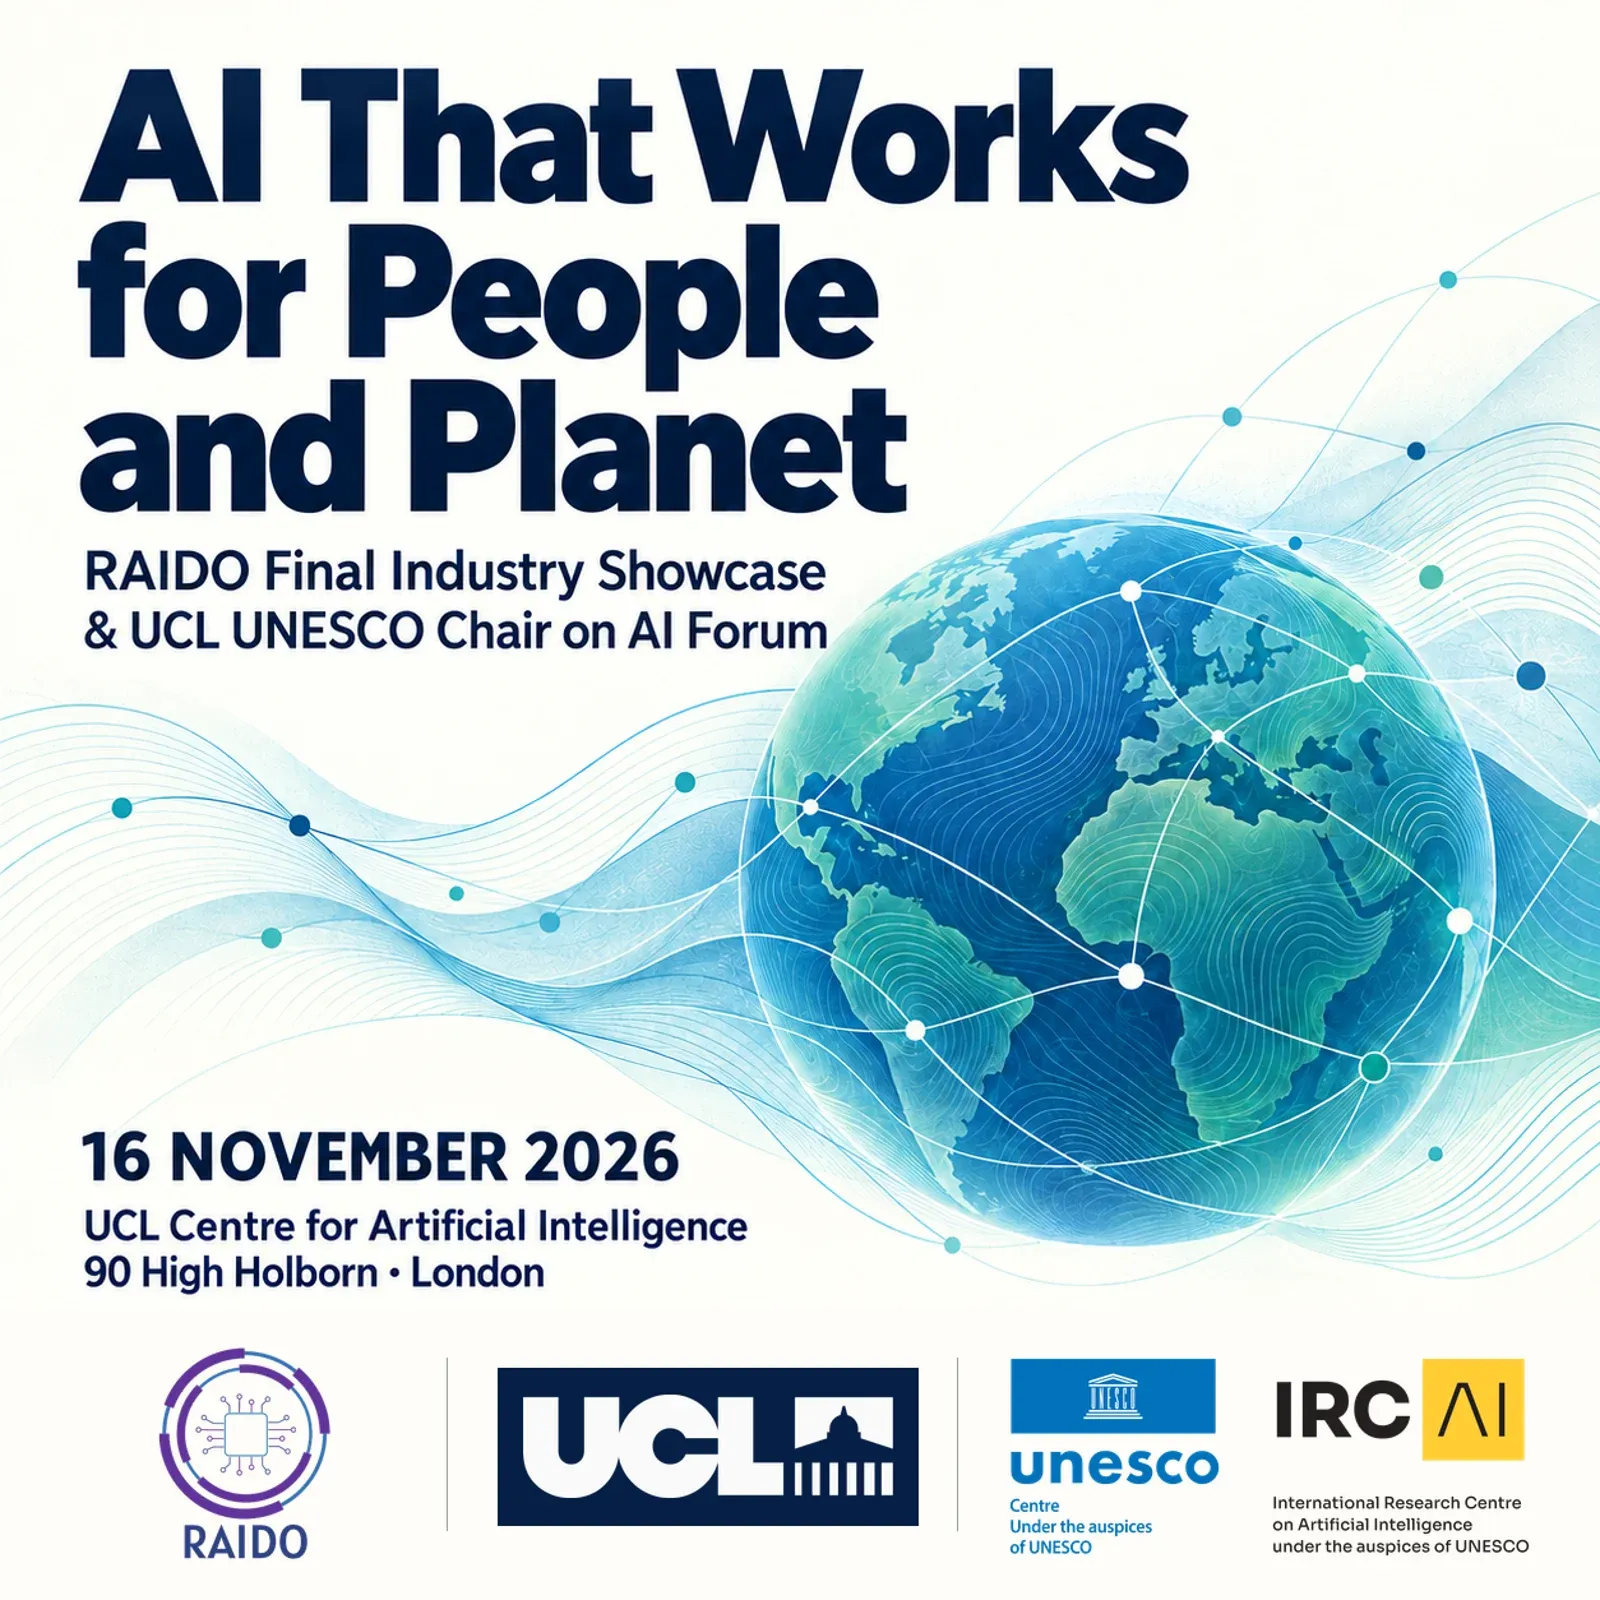 AI That Works
for People
and Planet
RAIDO Final Industry Showcase
& UCL UNESCO Chair on AI Forum
16 NOVEMBER 2026
UCL Centre for Artificial Intelligence
90 High Holborn • London
RAIDO
UCL
UNESCO
unesco
Centre
Under the auspices
of UNESCO
IRC AI
International Research Centre
on Artificial Intelligence
under the auspices of UNESCO